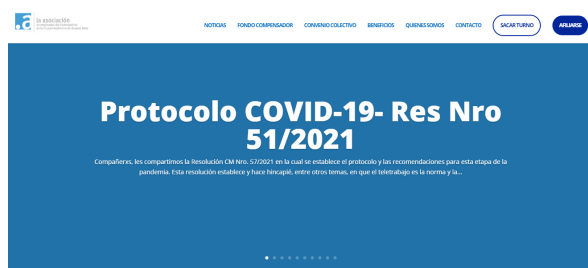 .a la asociación
NOTICIAS FONDO COMPENSADOR CONVENIO COLECTIVO BENEFICIOS QUIENES SOMOS CONTACTO SACAR TURNO AFILIARSE
Protocolo COVID-19- Res Nro
51/2021
Compañerxs, les compartimos la Resolución CM Nro. 57/2021 en la cual se establece el protocolo y las recomendaciones para esta etapa de la
pandemia. Esta resolución establece y hace hincapié, entre otros temas, en que el teletrabajo es la norma y la...